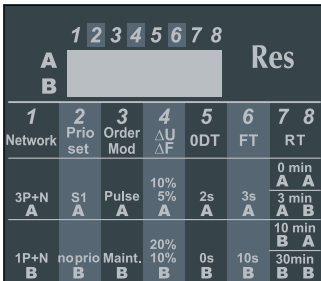 1 2 3 4 5 6 7 8
A
Res
B
1 2 3 4 5 6 7 8
Network Prio set Order Mod ΔU ΔF 0DT FT RT
0 min
A A
10%
3P+N S1 Pulse 5% 2s 3s 3 min
A A A A A A A B
10 min
B A
20%
1P+N noprio Maint. 10% 0s 10s 30min
B B B B B B B B